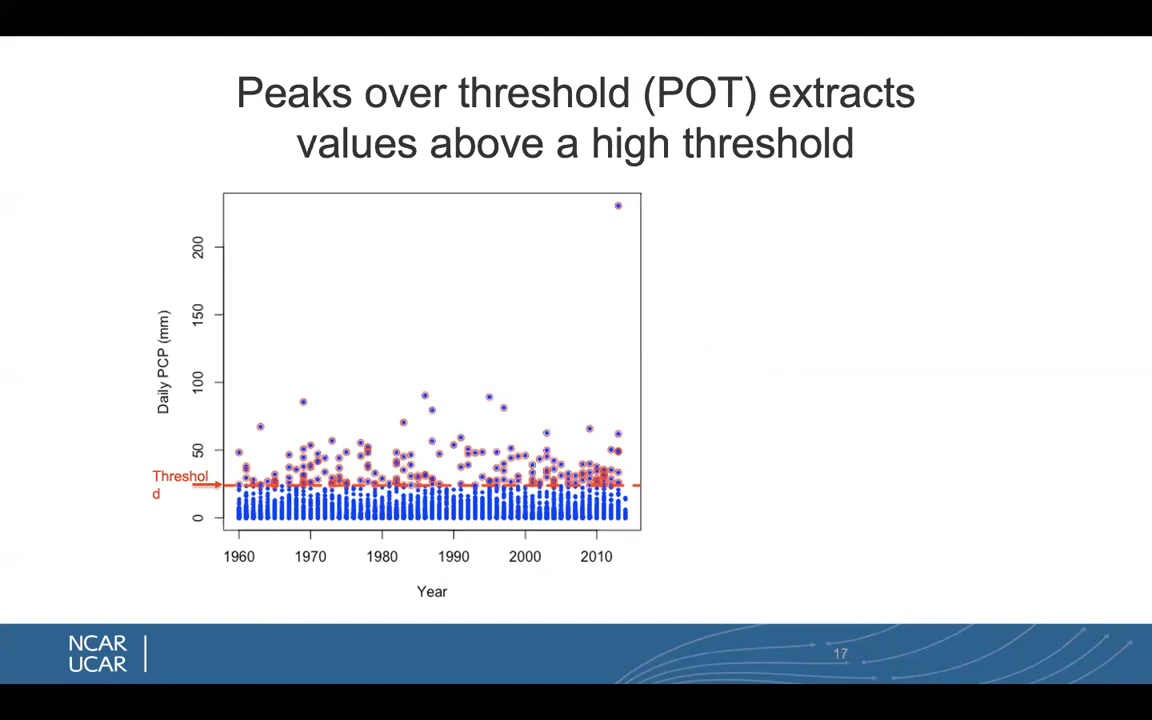 Peaks over threshold (POT) extracts
values above a high threshold
200
150
100
50
0
Daily PCP (mm)
Threshol
d
1960 1970 1980 1990 2000 2010
Year
NCAR
UCAR
17